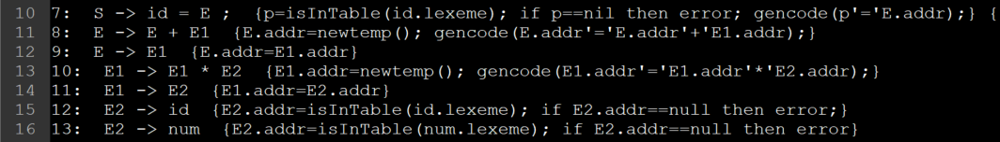 10 7:  S -> id = E ;  {p=isInTable(id.lexeme); if p==nil then error; gencode(p'='E.addr);} {
11 8:  E -> E + E1  {E.addr=newtemp(); gencode(E.addr'='E.addr'+'E1.addr);}
12 9:  E -> E1  {E.addr=E1.addr}
13 10:  E1 -> E1 * E2  {E1.addr=newtemp(); gencode(E1.addr'='E1.addr'*'E2.addr);}
14 11:  E1 -> E2  {E1.addr=E2.addr}
15 12:  E2 -> id  {E2.addr=isInTable(id.lexeme); if E2.addr==null then error;}
16 13:  E2 -> num  {E2.addr=isInTable(num.lexeme); if E2.addr==null then error}